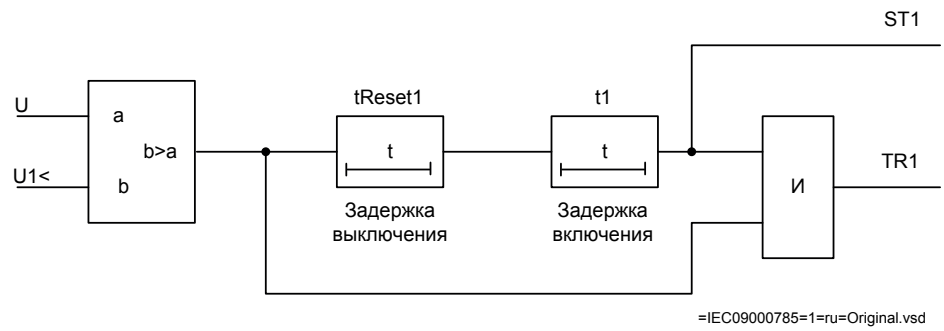 ST1
tReset1
t1
U
a
b>a
t
t
И
TR1
U1<
b
Задержка
выключения
Задержка
включения
=IEC09000785=1=ru=Original.vsd